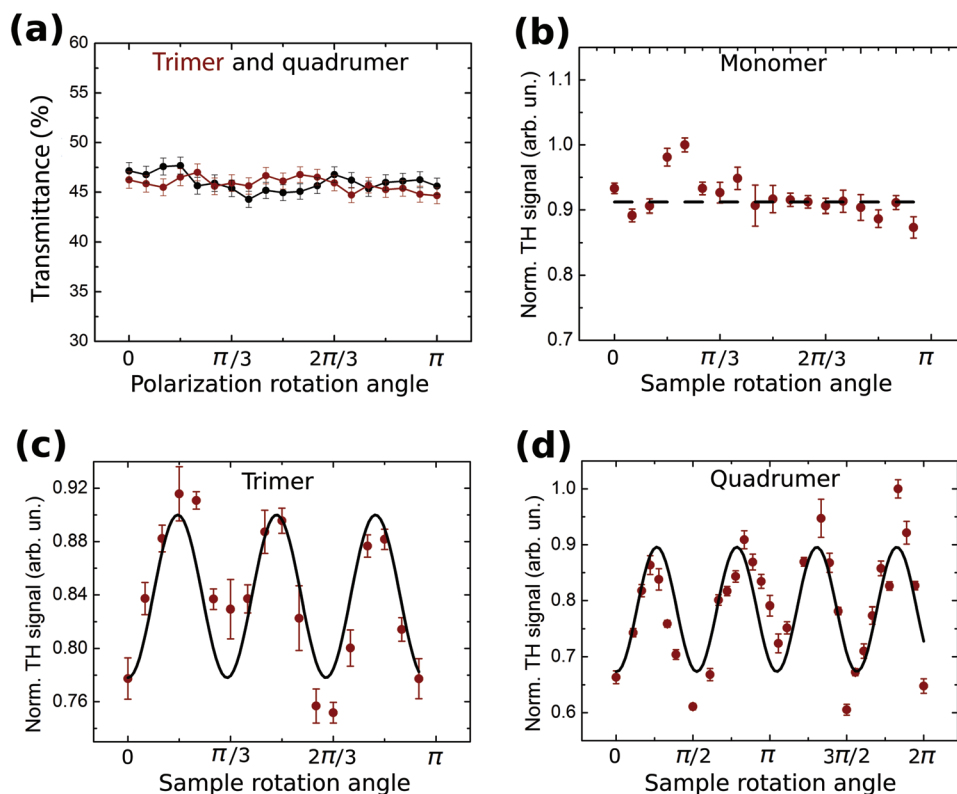 (a)
Trimer and quadrumer
Transmittance (%)
60
55
50
45
40
35
30
0
π/3
2π/3
π
Polarization rotation angle
(b)
Monomer
Norm. TH signal (arb. un.)
1.1
1.0
0.9
0.8
0.7
0
π/3
2π/3
π
Sample rotation angle
(c)
Trimer
Norm. TH signal (arb. un.)
0.92
0.88
0.84
0.80
0.76
0
π/3
2π/3
π
Sample rotation angle
(d)
Quadrumer
Norm. TH signal (arb. un.)
1.0
0.9
0.8
0.7
0.6
0
π/2
π
3π/2
2π
Sample rotation angle